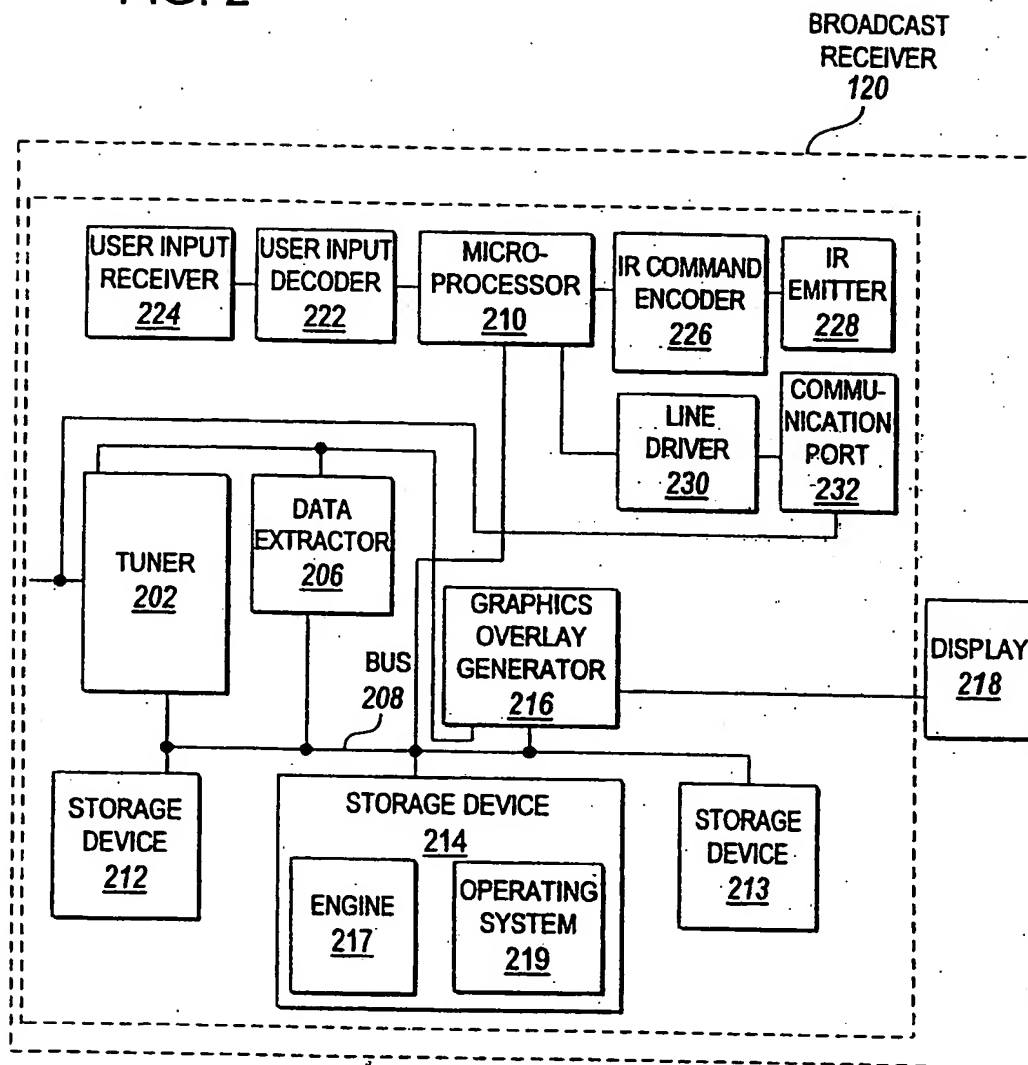 FIG. 2
BROADCAST
RECEIVER
120
USER INPUT
RECEIVER
224
USER INPUT
DECODER
222
MICRO-
PROCESSOR
210
IR COMMAND
ENCODER
226
IR
EMITTER
228
LINE
DRIVER
230
COMMU-
NICATION
PORT
232
TUNER
202
DATA
EXTRACTOR
206
GRAPHICS
OVERLAY
GENERATOR
216
DISPLAY
218
BUS
208
STORAGE
DEVICE
212
STORAGE DEVICE
214
ENGINE
217
OPERATING
SYSTEM
219
STORAGE
DEVICE
213